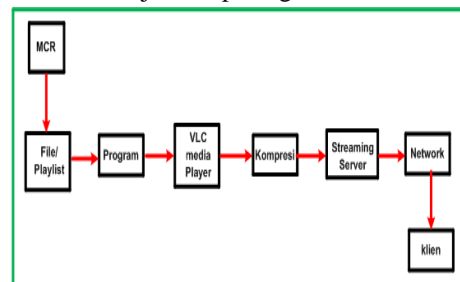 MCR
File/
Playlist
Program
VLC
media
Player
Kompresi
Streaming
Server
Network
klien